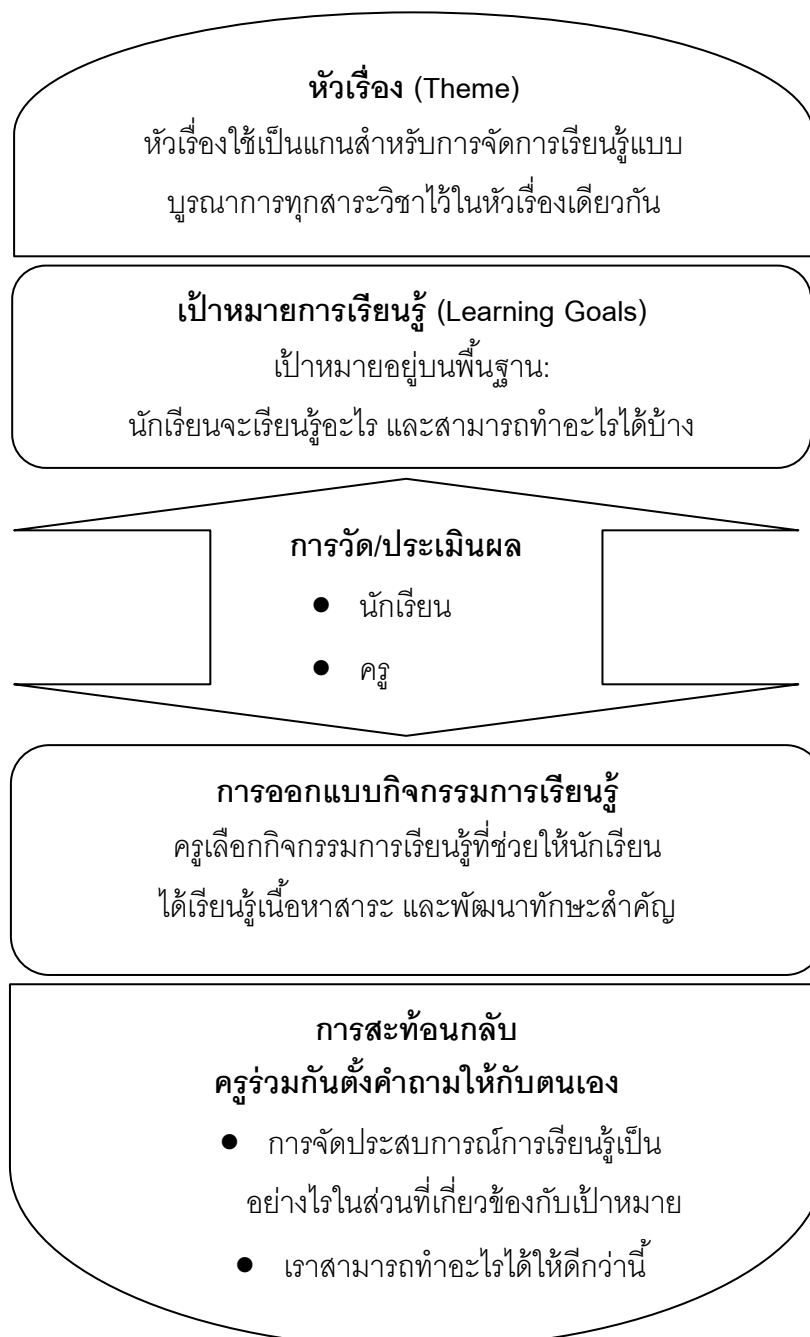 หัวเรื่อง (Theme)
หัวเรื่องใช้เป็นแกนสำหรับการจัดการเรียนรู้แบบ
บูรณาการทุกสาระวิชาไว้ในหัวเรื่องเดียวกัน
เป้าหมายการเรียนรู้ (Learning Goals)
เป้าหมายอยู่บนพื้นฐาน:
นักเรียนจะเรียนรู้อะไร และสามารถทำอะไรได้บ้าง
การวัด/ประเมินผล
● นักเรียน
● ครู
การออกแบบกิจกรรมการเรียนรู้
ครูเลือกกิจกรรมการเรียนรู้ที่ช่วยให้นักเรียน
ได้เรียนรู้เนื้อหาสาระ และพัฒนาทักษะสำคัญ
การสะท้อนกลับ
ครูร่วมกันตั้งคำถามให้กับตนเอง
● การจัดประสบการณ์การเรียนรู้เป็น
อย่างไรในส่วนที่เกี่ยวข้องกับเป้าหมาย
● เราสามารถทำอะไรได้ให้ดีกว่านี้